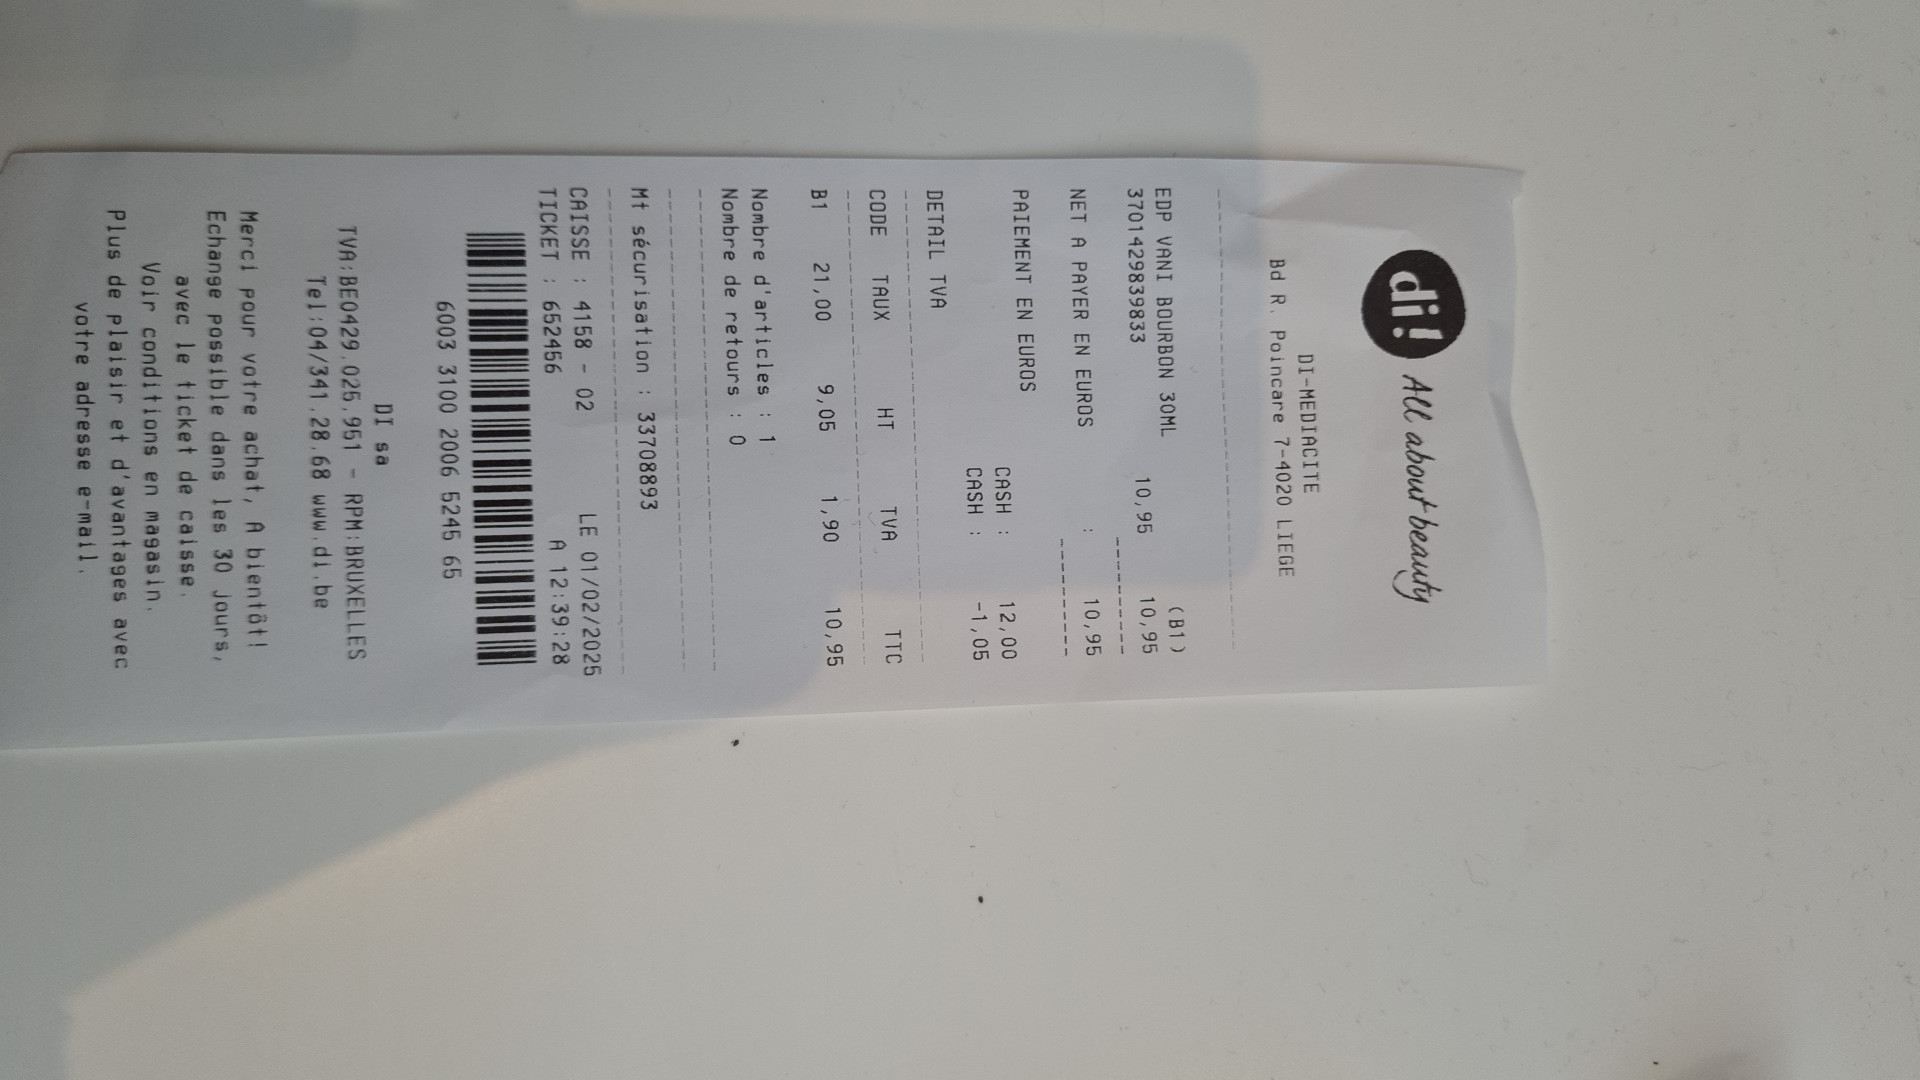 di! All about beauty
DI-MEDIACITE
Bd R. Poincare 7-4020 LIEGE
(B1)
EDP VANI BOURBON 30ML
3701429839833 10,95 10,95
NET A PAYER EN EUROS : 10,95
PAIEMENT EN EUROS
CASH : 12,00
CASH : -1,05
DETAIL TVA
CODE TAUX HT TVA TTC
B1 21,00 9,05 1,90 10,95
Nombre d'articles : 1
Nombre de retours : 0
Mt sécurisation : 33708893
CAISSE : 4158 - 02 LE 01/02/2025
TICKET : 652456 A 12:39:28
6003 3100 2006 5245 65
DI sa
TVA:BE0429.025.951 - RPM:BRUXELLES
Tel:04/341.28.68 www.di.be
Merci pour votre achat, A bientôt!
Echange possible dans les 30 jours,
avec le ticket de caisse.
Voir conditions en magasin.
Plus de plaisir et d'avantages avec
votre adresse e-mail.